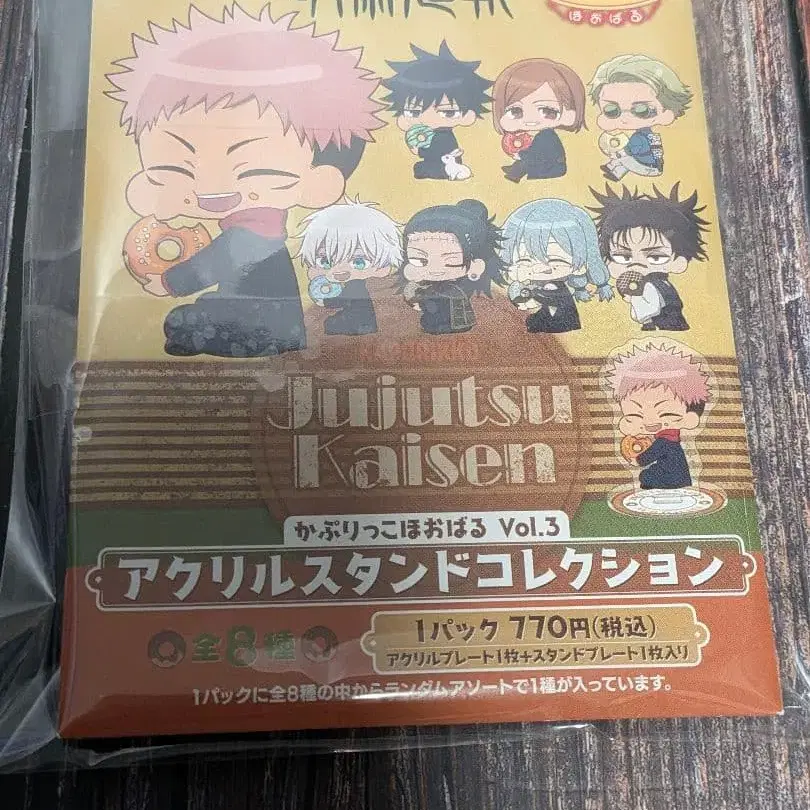 ほおばる
Jujutsu
Kaisen
かぷりっこほおばる Vol.3
アクリルスタンドコレクション
全8種
1パック 770円(税込)
アクリルプレート1枚+スタンドプレート1枚入り
1パックに全8種の中からランダムアソートで1種が入っています。